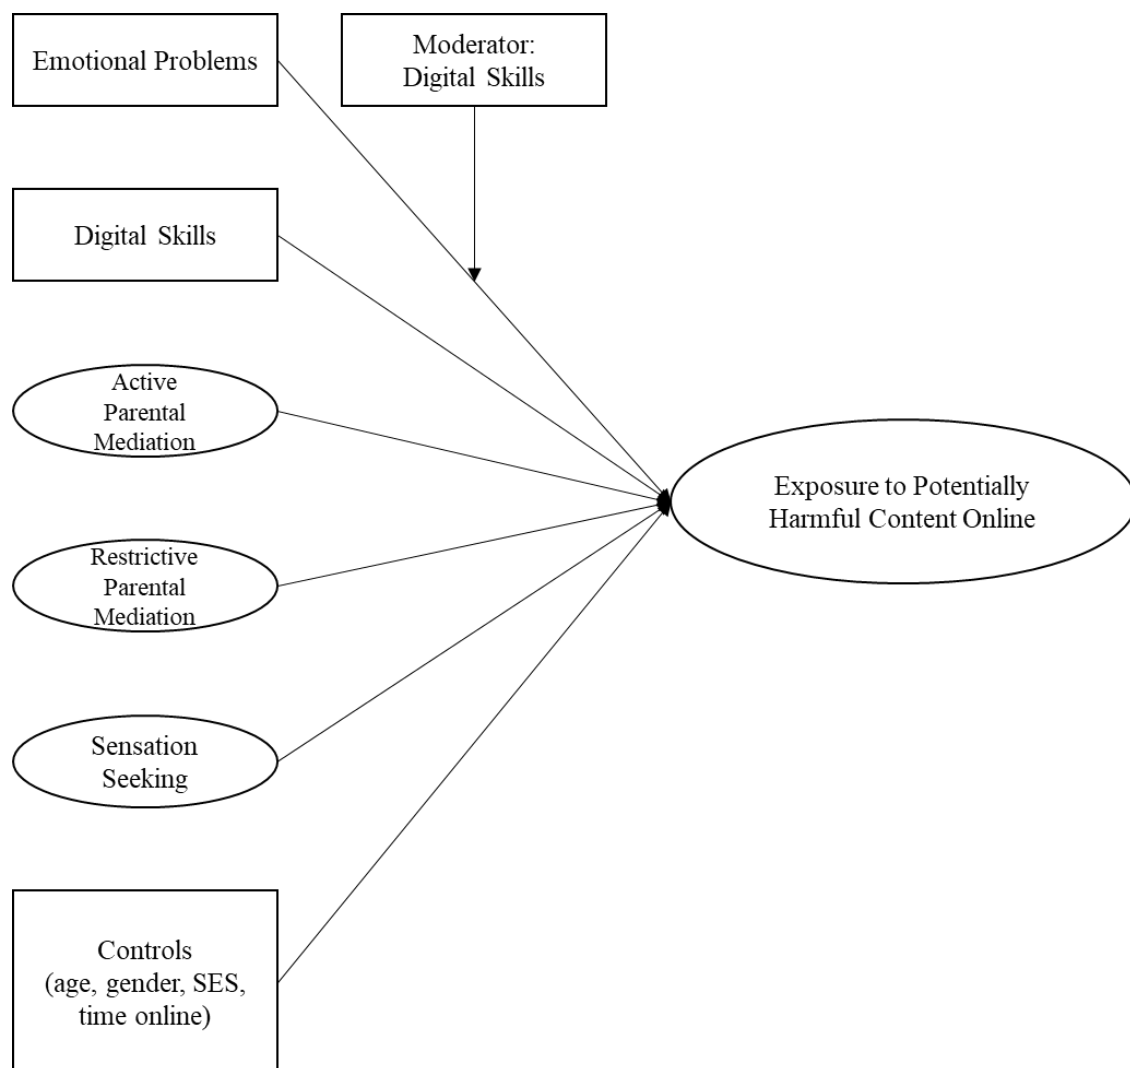 Emotional Problems
Moderator:
Digital Skills
Digital Skills
Active
Parental
Mediation
Exposure to Potentially
Harmful Content Online
Restrictive
Parental
Mediation
Sensation
Seeking
Controls
(age, gender, SES,
time online)